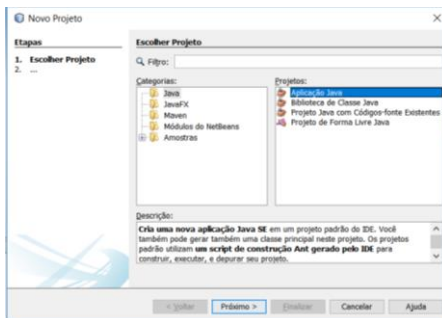 Novo Projeto
Etapas
1. Escolher Projeto
2. ...
Escolher Projeto
Filtro:
Categorias:
Java
JavaFX
Maven
Módulos do NetBeans
Amostras
Projetos:
Aplicação Java
Biblioteca de Classe Java
Projeto Java com Códigos-fonte Existentes
Projeto de Forma Livre Java
Descrição:
Cria uma nova aplicação Java SE em um projeto padrão do IDE. Você
também pode gerar também uma classe principal neste projeto. Os projetos
padrão utilizam um script de construção Ant gerado pelo IDE para
construir, executar, e depurar seu projeto.
< Voltar
Próximo >
Finalizar
Cancelar
Ajuda